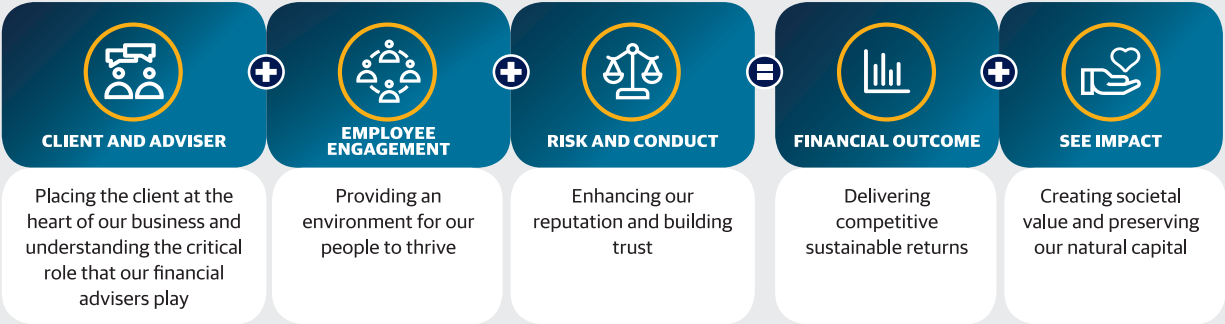 CLIENT AND ADVISER
Placing the client at the
heart of our business and
understanding the critical
role that our financial
advisers play
+
EMPLOYEE
ENGAGEMENT
Providing an
environment for our
people to thrive
+
RISK AND CONDUCT
Enhancing our
reputation and building
trust
=
FINANCIAL OUTCOME
Delivering
competitive
sustainable returns
+
SEE IMPACT
Creating societal
value and preserving
our natural capital